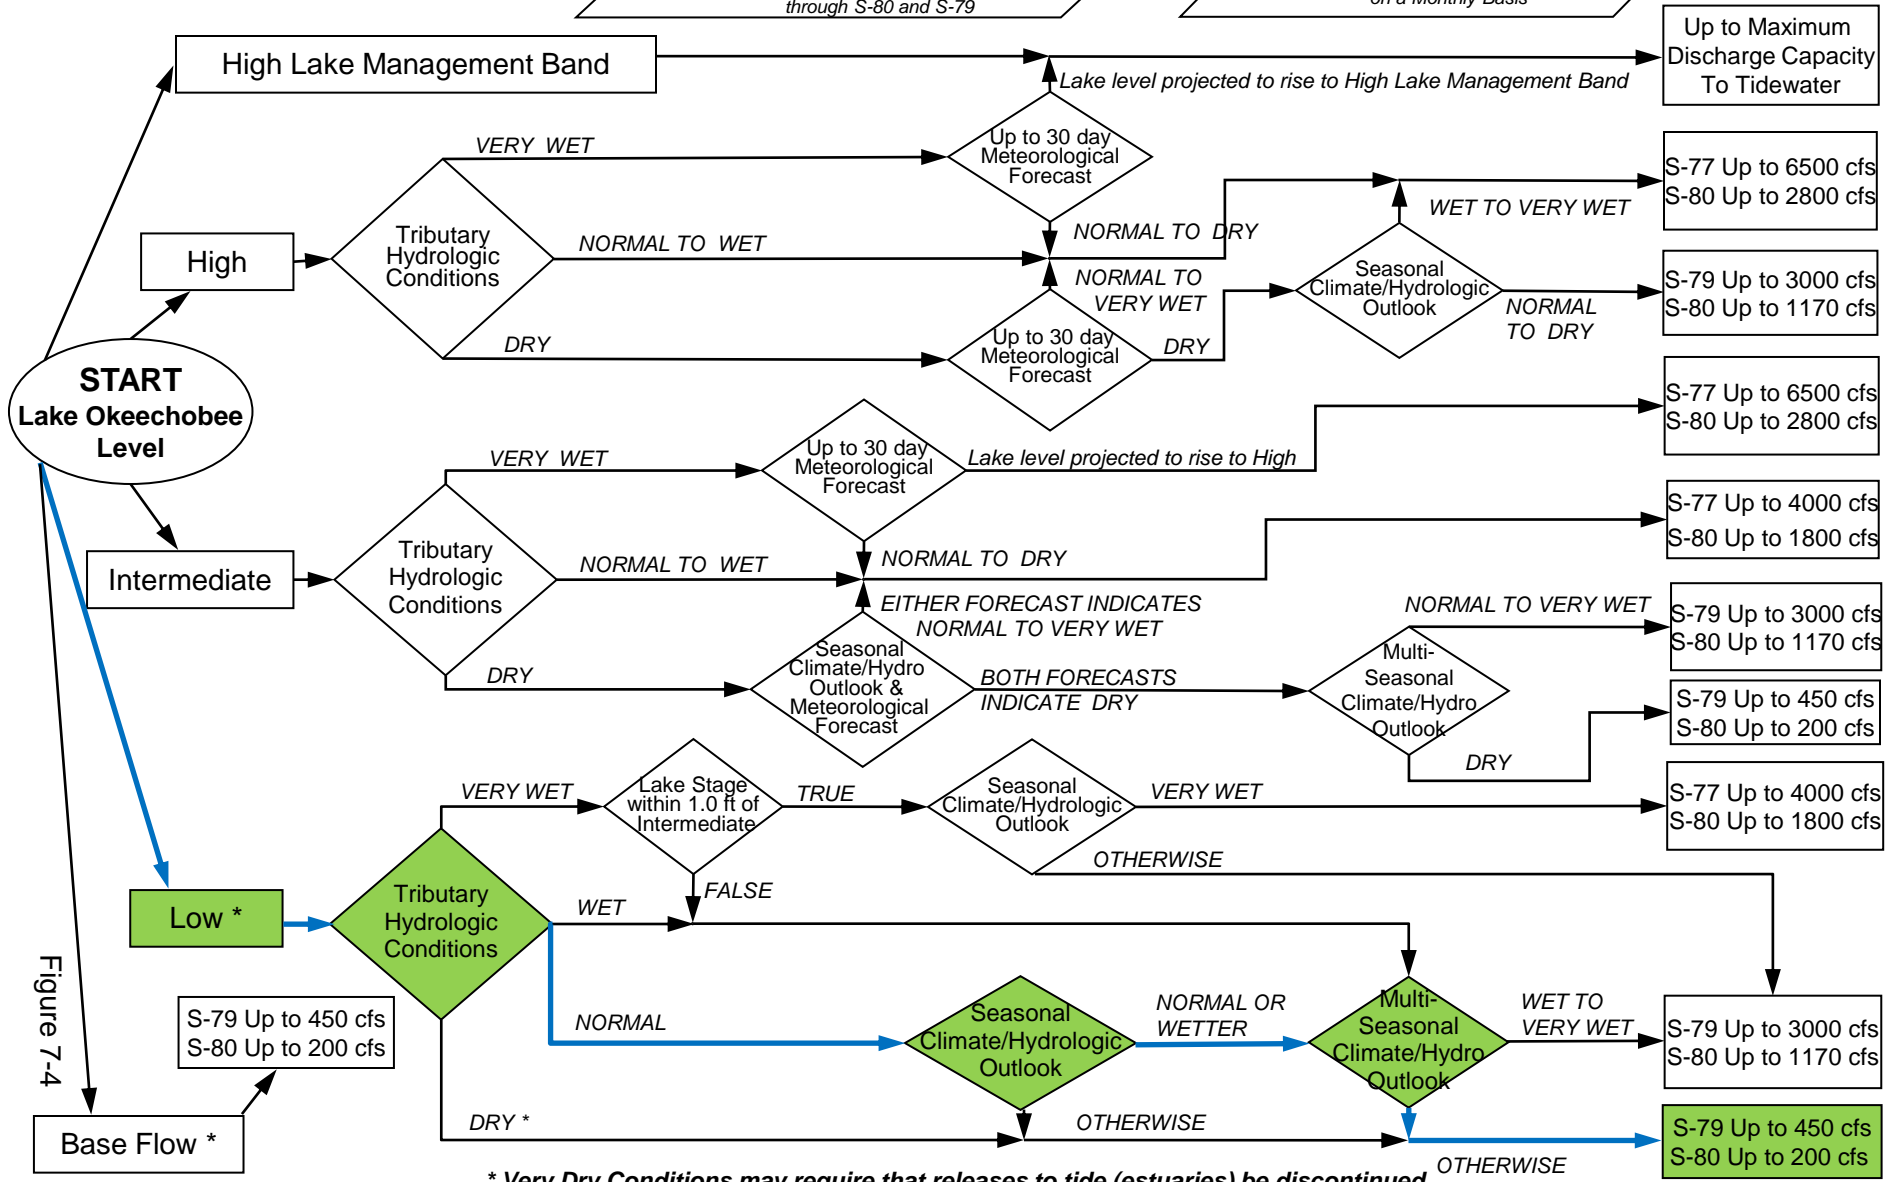 through S-80 and S-79
on a Monthly Basis
High Lake Management Band
Lake level projected to rise to High Lake Management Band
Up to Maximum
Discharge Capacity
To Tidewater
VERY WET
Up to 30 day
Meteorological
Forecast
S-77 Up to 6500 cfs
S-80 Up to 2800 cfs
WET TO VERY WET
High
Tributary
Hydrologic
Conditions
NORMAL TO WET
NORMAL TO DRY
NORMAL TO
VERY WET
Seasonal
Climate/Hydrologic
Outlook
NORMAL
TO DRY
S-79 Up to 3000 cfs
S-80 Up to 1170 cfs
DRY
Up to 30 day
Meteorological
Forecast
DRY
START
Lake Okeechobee
Level
S-77 Up to 6500 cfs
S-80 Up to 2800 cfs
VERY WET
Up to 30 day
Meteorological
Forecast
Lake level projected to rise to High
S-77 Up to 4000 cfs
S-80 Up to 1800 cfs
Intermediate
Tributary
Hydrologic
Conditions
NORMAL TO WET
NORMAL TO DRY
EITHER FORECAST INDICATES
NORMAL TO VERY WET
NORMAL TO VERY WET
S-79 Up to 3000 cfs
S-80 Up to 1170 cfs
DRY
Seasonal
Climate/Hydro
Outlook &
Meteorological
Forecast
BOTH FORECASTS
INDICATE DRY
Multi-
Seasonal
Climate/Hydro
Outlook
DRY
S-79 Up to 450 cfs
S-80 Up to 200 cfs
VERY WET
Lake Stage
within 1.0 ft of
Intermediate
TRUE
Seasonal
Climate/Hydrologic
Outlook
VERY WET
S-77 Up to 4000 cfs
S-80 Up to 1800 cfs
OTHERWISE
FALSE
Low *
Tributary
Hydrologic
Conditions
WET
NORMAL
Seasonal
Climate/Hydrologic
Outlook
NORMAL OR
WETTER
Multi-
Seasonal
Climate/Hydro
Outlook
WET TO
VERY WET
S-79 Up to 3000 cfs
S-80 Up to 1170 cfs
Figure 7-4
S-79 Up to 450 cfs
S-80 Up to 200 cfs
Base Flow *
DRY *
OTHERWISE
S-79 Up to 450 cfs
S-80 Up to 200 cfs
OTHERWISE
* Very Dry Conditions may require that releases to tide (estuaries) be discontinued